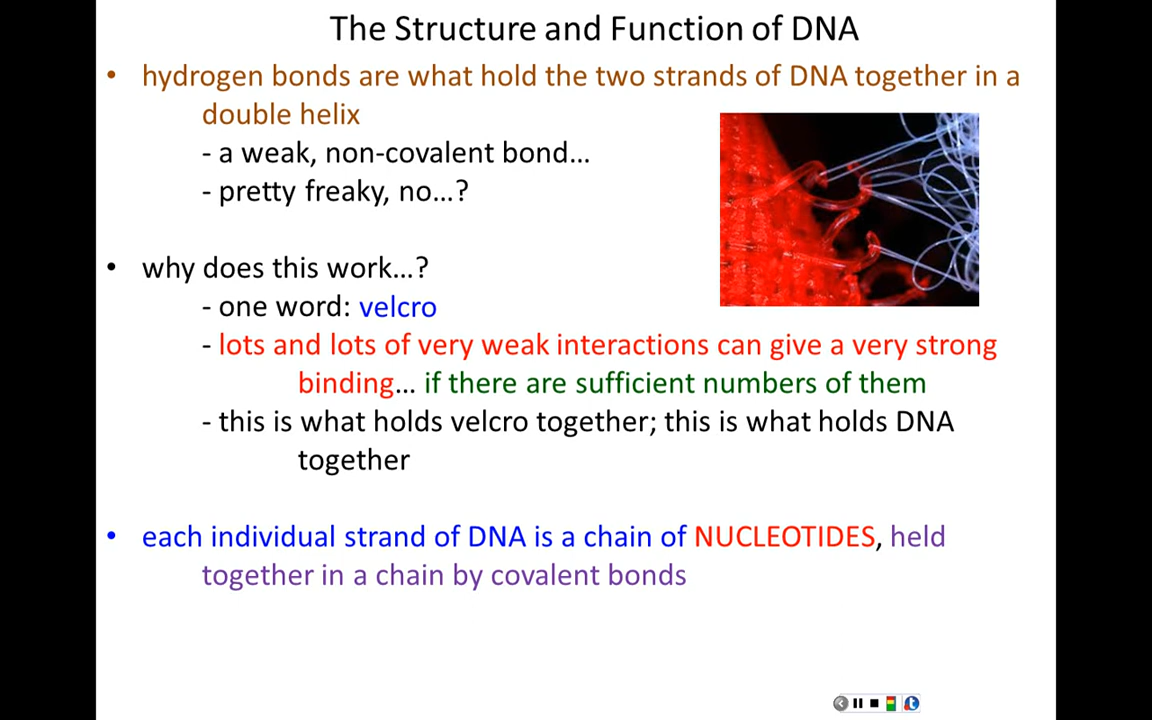 The Structure and Function of DNA
• hydrogen bonds are what hold the two strands of DNA together in a
double helix
- a weak, non-covalent bond...
- pretty freaky, no...?
• why does this work...?
- one word: velcro
- lots and lots of very weak interactions can give a very strong
binding... if there are sufficient numbers of them
- this is what holds velcro together; this is what holds DNA
together
• each individual strand of DNA is a chain of NUCLEOTIDES, held
together in a chain by covalent bonds